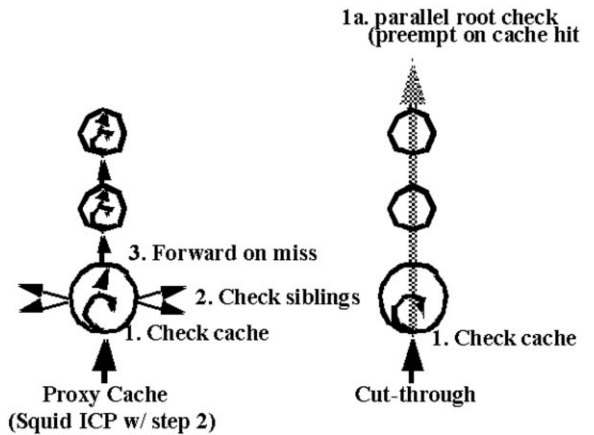 1a. parallel root check
(preempt on cache hit
3. Forward on miss
2. Check siblings
1. Check cache
1. Check cache
Proxy Cache
(Squid ICP w/ step 2)
Cut-through